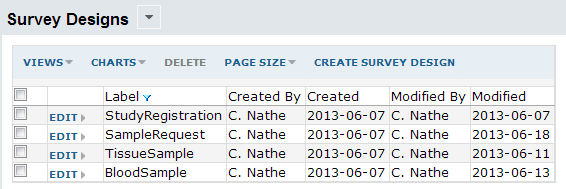 Survey Designs
VIEWS CHARTS DELETE PAGE SIZE CREATE SURVEY DESIGN
Label Created By Created Modified By Modified
EDIT StudyRegistration C. Nathe 2013-06-07 C. Nathe 2013-06-07
EDIT SampleRequest C. Nathe 2013-06-07 C. Nathe 2013-06-18
EDIT TissueSample C. Nathe 2013-06-07 C. Nathe 2013-06-11
EDIT BloodSample C. Nathe 2013-06-07 C. Nathe 2013-06-13